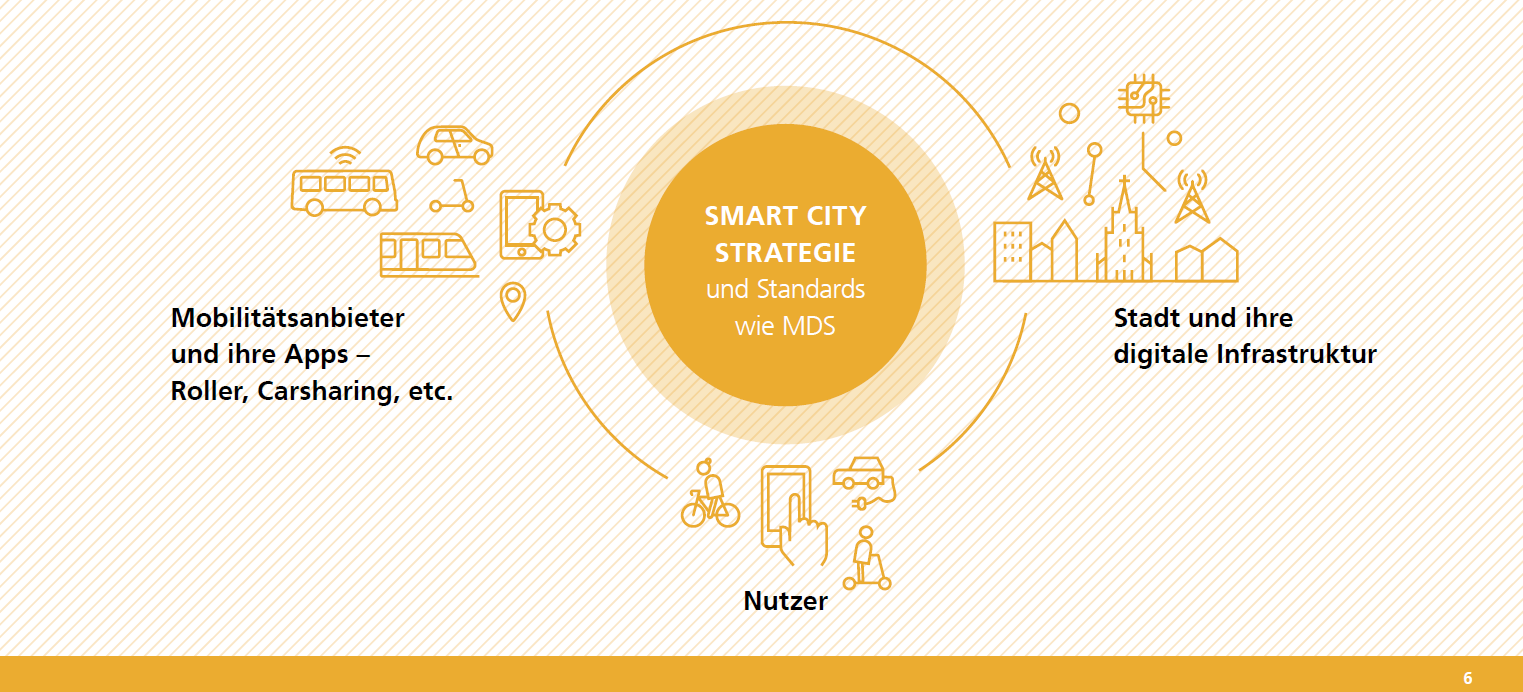 SMART CITY
STRATEGIE
und Standards
wie MDS
Mobilitätsanbieter
und ihre Apps –
Roller, Carsharing, etc.
Stadt und ihre
digitale Infrastruktur
Nutzer
6